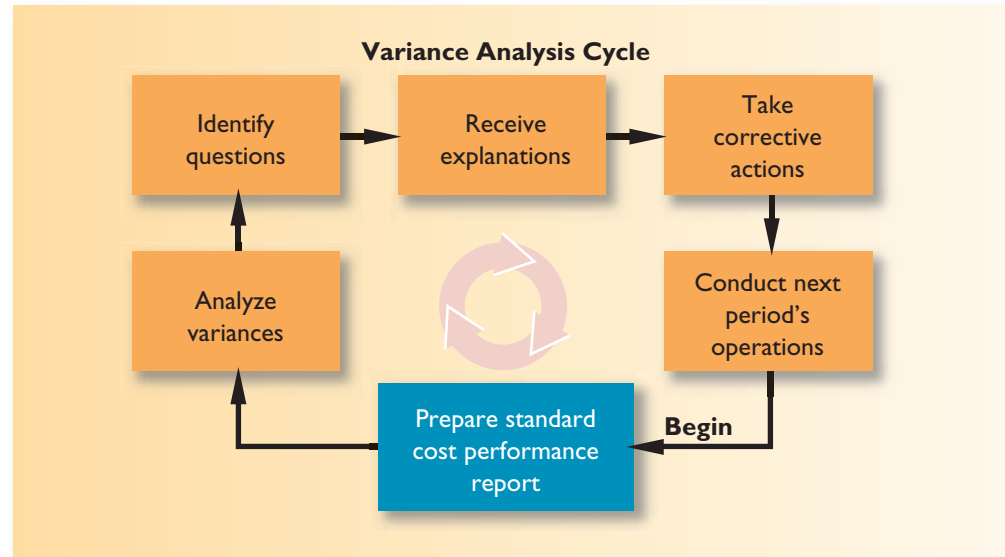 Variance Analysis Cycle
Identify
questions
Receive
explanations
Take
corrective
actions
Analyze
variances
Conduct next
period's
operations
Prepare standard
cost performance
report
Begin